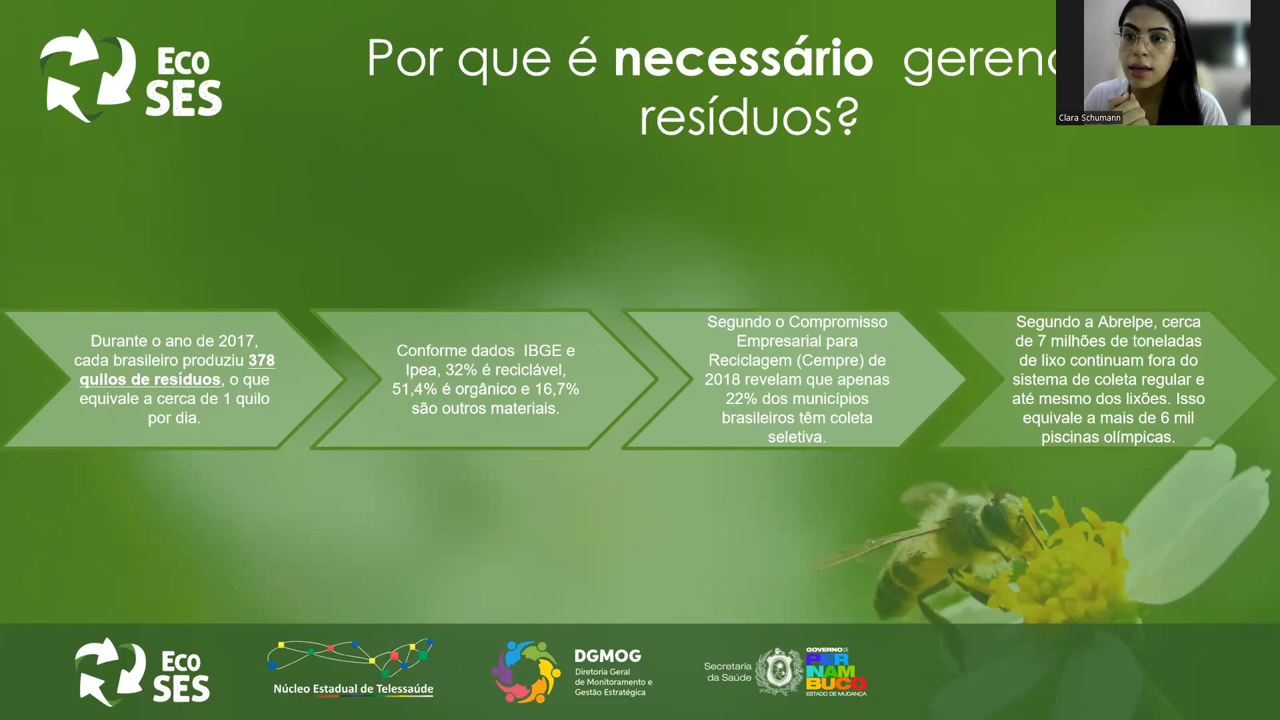 Eco
SES
Por que é necessário gerenc
resíduos?
Clara Schumann
Durante o ano de 2017,
cada brasileiro produziu 378
quilos de resíduos, o que
equivale a cerca de 1 quilo
por dia.
Conforme dados IBGE e
Ipea, 32% é reciclável,
51,4% é orgânico e 16,7%
são outros materiais.
Segundo o Compromisso
Empresarial para
Reciclagem (Cempre) de
2018 revelam que apenas
22% dos municípios
brasileiros têm coleta
seletiva.
Segundo a Abrelpe, cerca
de 7 milhões de toneladas
de lixo continuam fora do
sistema de coleta regular e
até mesmo dos lixões. Isso
equivale a mais de 6 mil
piscinas olímpicas.
Eco
SES
Núcleo Estadual de Telessaúde
DGMOG
Diretoria Geral
de Monitoramento e
Gestão Estratégica
Secretaria
da Saúde
GOVERNO DE
PER
NAM
BUCO
ESTADO DE MUDANÇA